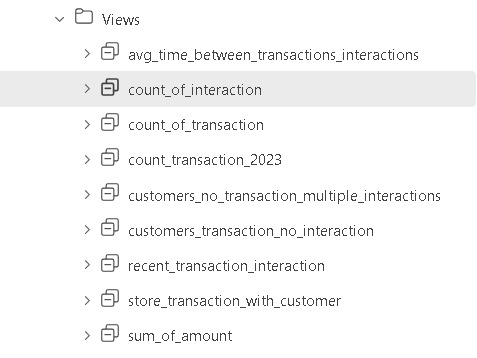 Views
avg_time_between_transactions_interactions
count_of_interaction
count_of_transaction
count_transaction_2023
customers_no_transaction_multiple_interactions
customers_transaction_no_interaction
recent_transaction_interaction
store_transaction_with_customer
sum_of_amount